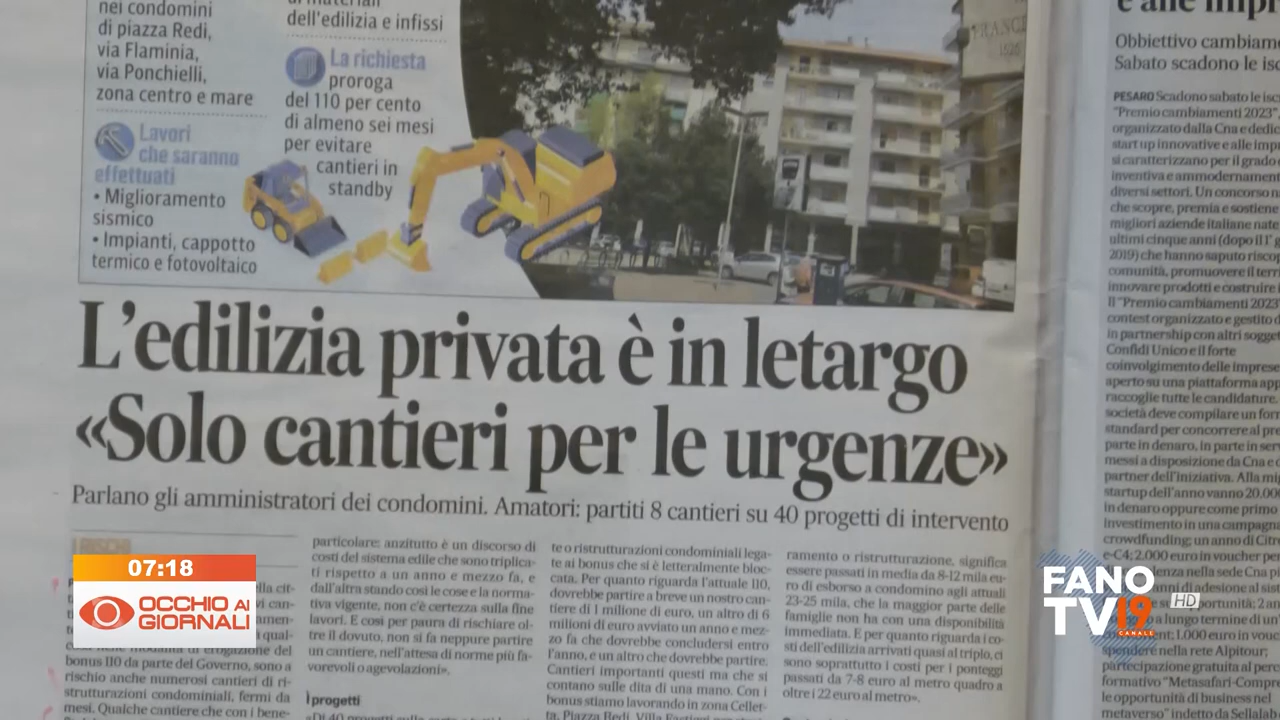 nei condomini
di piazza Redi,
via Flaminia,
via Ponchielli,
zona centro e mare
Lavori
che saranno
effettuati
• Miglioramento
sismico
• Impianti, cappotto
termico e fotovoltaico
dell'edilizia e infissi
La richiesta
proroga
del 110 per cento
di almeno sei mesi
per evitare
cantieri in
standby
L'edilizia privata è in letargo
«Solo cantieri per le urgenze»
Parlano gli amministratori dei condomini. Amatori: partiti 8 cantieri su 40 progetti di intervento
I RISCHI
bonus 110 da parte del Governo, sono a
rischio anche numerosi cantieri di ri-
strutturazioni condominiali, fermi da
mesi. Qualche cantiere che con i bene-
particolare: anzitutto è un discorso di
costi del sistema edile che sono triplica-
ti rispetto a un anno e mezzo fa, e
dall'altra stando così le cose e la norma-
tiva vigente, non c'è certezza sulla fine
lavori. E così per paura di rischiare ol-
tre il dovuto, non si fa neppure partire
un cantiere, nell'attesa di norme più fa-
vorevoli o agevolazioni».
I progetti
te o ristrutturazioni condominiali lega-
te ai bonus che si è letteralmente bloc-
cata. Per quanto riguarda l'attuale 110,
dovrebbe partire a breve un nostro can-
tiere di 1 milione di euro, un altro di 6
milioni di euro avviato un anno e mez-
zo fa che dovrebbe concludersi entro
l'anno, e un altro che dovrebbe partire.
Cantieri importanti questi ma che si
contano sulle dita di una mano. Con i
bonus stiamo lavorando in zona Cellet-
ramento o ristrutturazione, significa
essere passati in media da 8-12 mila eu-
ro di esborso a condomino agli attuali
23-25 mila, che la maggior parte delle
famiglie non ha con una disponibilità
immediata. E per quanto riguarda i co-
sti dell'edilizia arrivati quasi al triplo, ci
sono soprattutto i costi per i ponteggi
passati da 7-8 euro al metro quadro a
oltre i 22 euro al metro».
e alle impr
Obbiettivo cambiam
Sabato scadono le isc
PESARO Scadono sabato le iscr
"Premio cambiamenti 2023",
organizzato dalla Cna e dedic
start up innovative e alle impr
si caratterizzano per il grado
inventiva e ammodernament
diversi settori. Un concorso n
che scopre, premia e sostiene
migliori aziende italiane nate
ultimi cinque anni (dopo il 1°
2019) che hanno saputo riscop
comunità, promuovere il terr
innovare prodotti e costruire i
Il "Premio cambiamenti 2023"
contest organizzato e gestito d
in partnership con altri sogget
Confidi Unico e il forte
coinvolgimento delle imprese
aperto su una piattaforma app
raccoglie tutte le candidature.
società deve compilare un for
standard per concorrere al pre
parte in denaro, in parte in ser
messi a disposizione da Cna e
partner dell'iniziativa. Alla mi
startup dell'anno vanno 20.00
in denaro oppure come primo
investimento in una campagn
crowdfunding; un anno di Citr
e-C4; 2.000 euro in voucher pe
spendere nella rete Alpitour;
partecipazione gratuita al perc
formativo "Metasafari-Compre
le opportunità di business nel
metaverso" indetto da Sellalab
07:18
OCCHIO AI
GIORNALI
FANO
TV 19
CANALE
HD